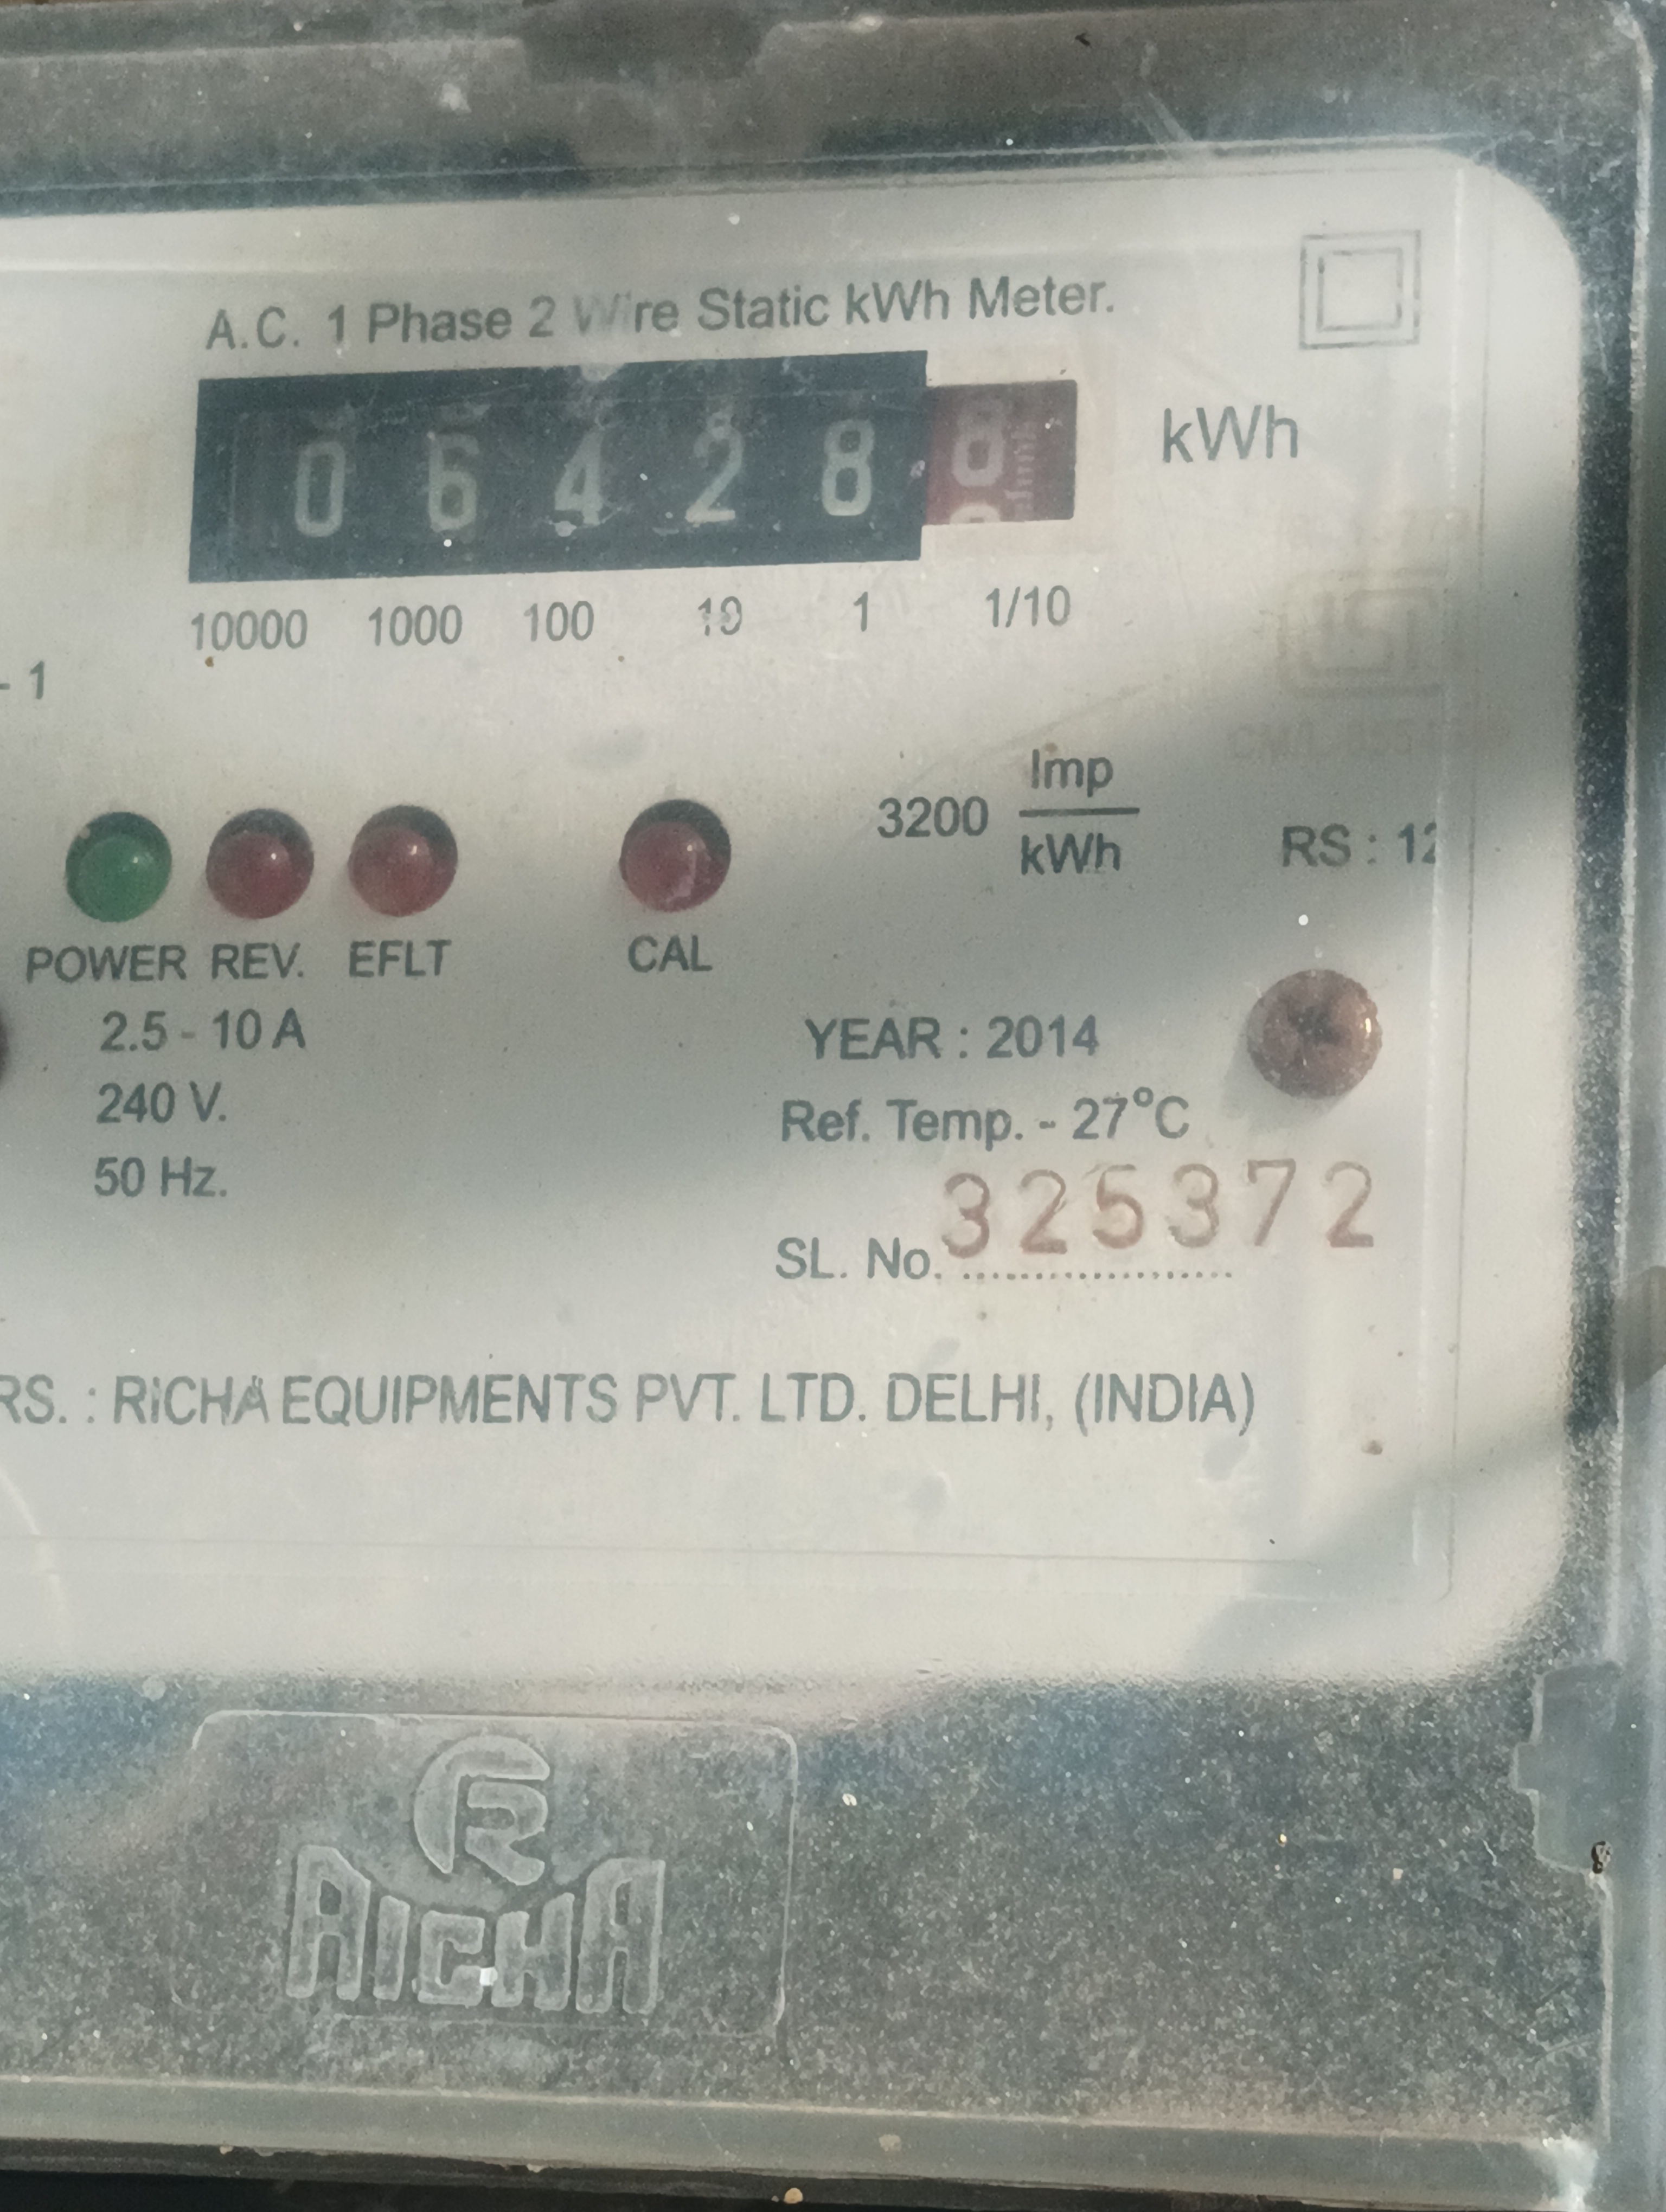 A.C. 1 Phase 2 Wire Static kWh Meter.
0 6 4 2 8 8 kWh
10000 1000 100 10 1 1/10
- 1
3200 Imp
kWh
RS : 12
POWER REV. EFLT CAL
2.5 - 10 A
240 V.
50 Hz.
YEAR : 2014
Ref. Temp. - 27°C
SL. No. 325372
RS. : RICHA EQUIPMENTS PVT. LTD. DELHI, (INDIA)
R
RICHA